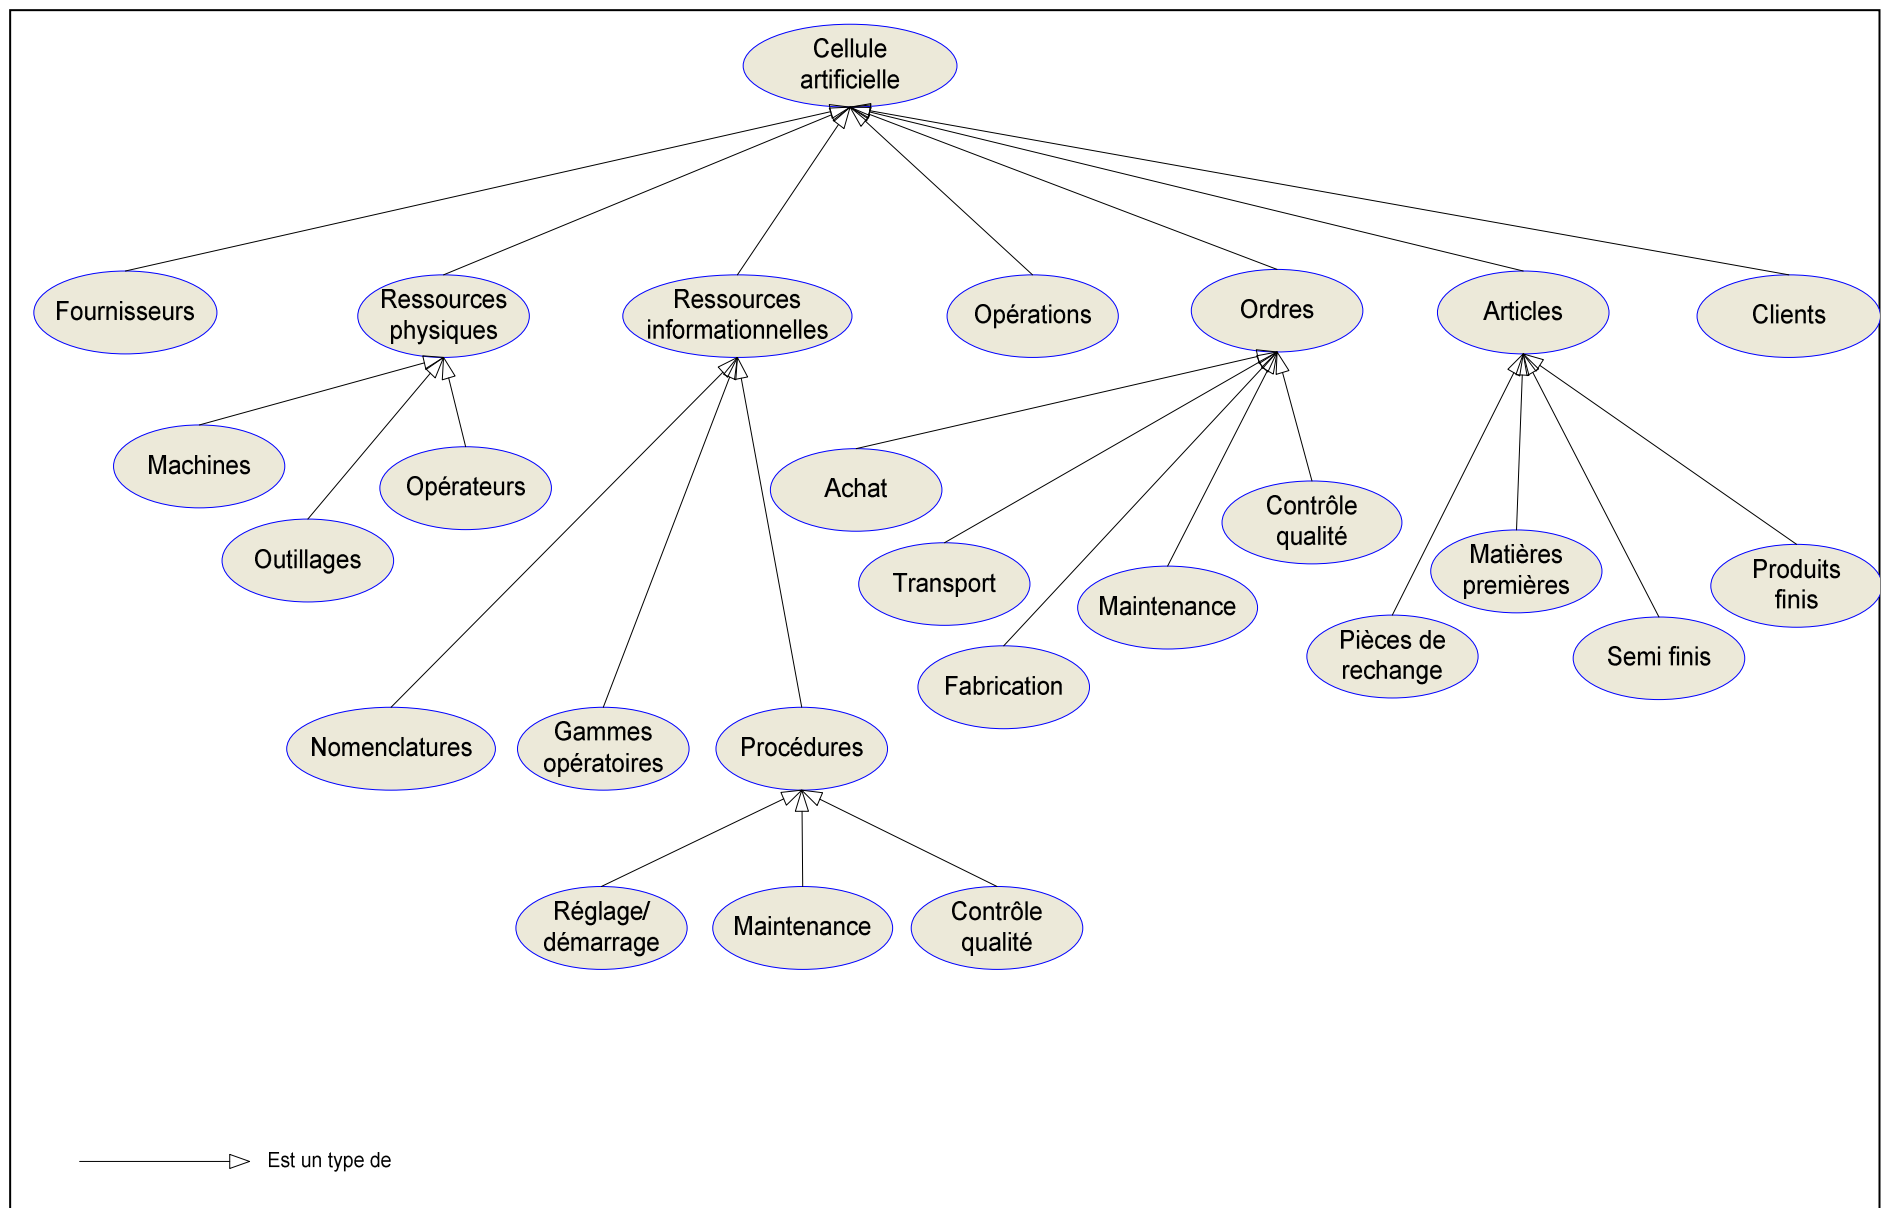 Cellule
artificielle
Fournisseurs
Ressources
physiques
Ressources
informationnelles
Opérations
Ordres
Articles
Clients
Machines
Opérateurs
Outillages
Achat
Contrôle
qualité
Transport
Maintenance
Fabrication
Matières
premières
Produits
finis
Pièces de
rechange
Semi finis
Nomenclatures
Gammes
opératoires
Procédures
Réglage/
démarrage
Maintenance
Contrôle
qualité
Est un type de